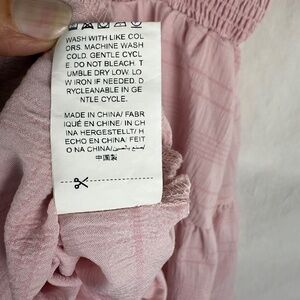 WASH WITH LIKE COL
ORS. MACHINE WASH
COLD. GENTLE CYCL
E. DO NOT BLEACH. T
UMBLE DRY LOW. LO
W IRON IF NEEDED. D
RYCLEANABLE IN GE
NTLE CYCLE.
MADE IN CHINA/ FABR
IQUÉ EN CHINE/ IN CH
INA HERGESTELLT/ H
ECHO EN CHINA/ FEIT
O NA CHINA/صنع بالصين/
中国製